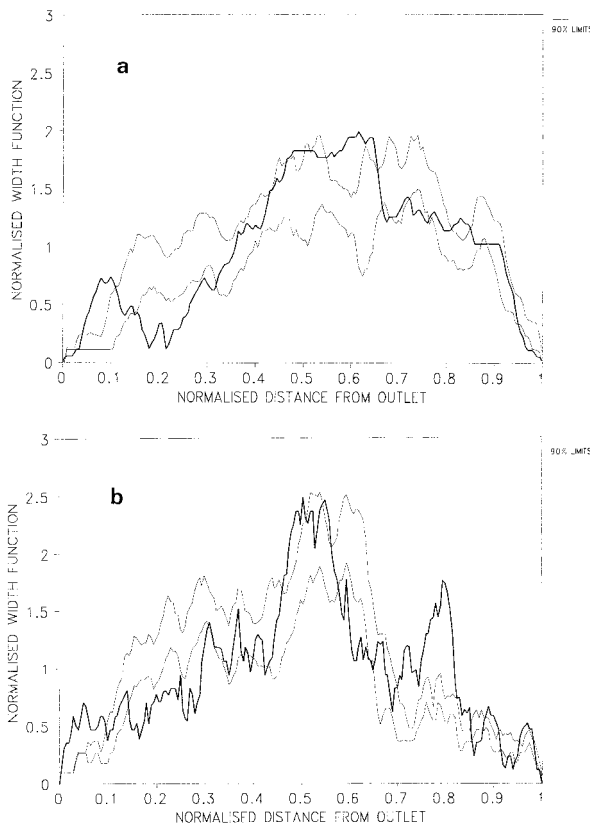 3
90% LIMITS
2.5
a
2
1.5
1
0.5
0
NORMALISED WIDTH FUNCTION
0 0.1 0.2 0.3 0.4 0.5 0.6 0.7 0.8 0.9 1
NORMALISED DISTANCE FROM OUTLET
3
90% LIMITS
2.5
b
2
1.5
1
0.5
0
NORMALISED WIDTH FUNCTION
0 0.1 0.2 0.3 0.4 0.5 0.6 0.7 0.8 0.9 1
NORMALISED DISTANCE FROM OUTLET